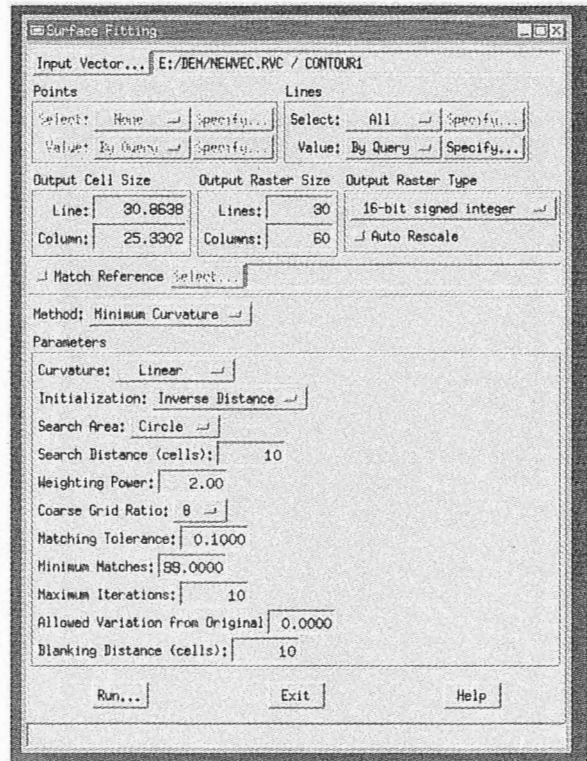 Surface Fitting
Input Vector... E:/DEM/NEWVEC.RVC / CONTOUR1
Points
Select: None Specify...
Value: By Query Specify...
Lines
Select: All Specify...
Value: By Query Specify...
Output Cell Size
Line: 30.8638
Column: 25.3302
Output Raster Size
Lines: 30
Columns: 60
Output Raster Type
16-bit signed integer
Auto Rescale
Match Reference Select...
Method: Minimum Curvature
Parameters
Curvature: Linear
Initialization: Inverse Distance
Search Area: Circle
Search Distance (cells): 10
Weighting Power: 2.00
Coarse Grid Ratio: 8
Matching Tolerance: 0.1000
Minimum Matches: 98.0000
Maximum Iterations: 10
Allowed Variation from Original 0.0000
Blanking Distance (cells): 10
Run... Exit Help